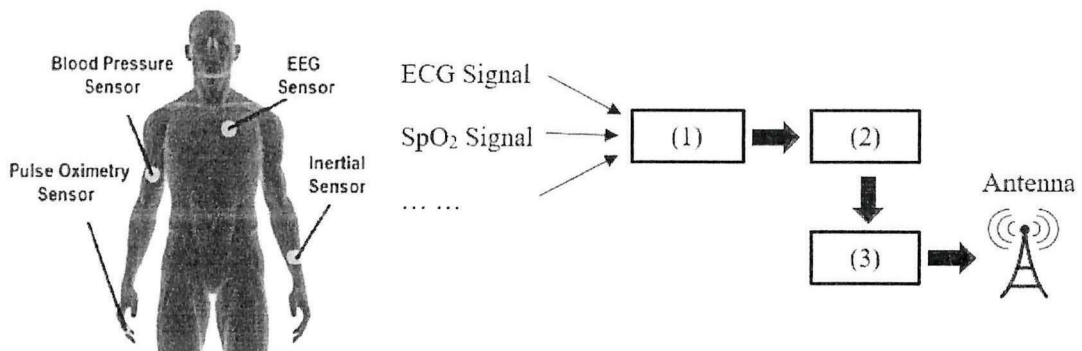 Blood Pressure
Sensor
EEG
Sensor
Pulse Oximetry
Sensor
Inertial
Sensor
ECG Signal
SpO₂ Signal
... ...
(1)
(2)
(3)
Antenna